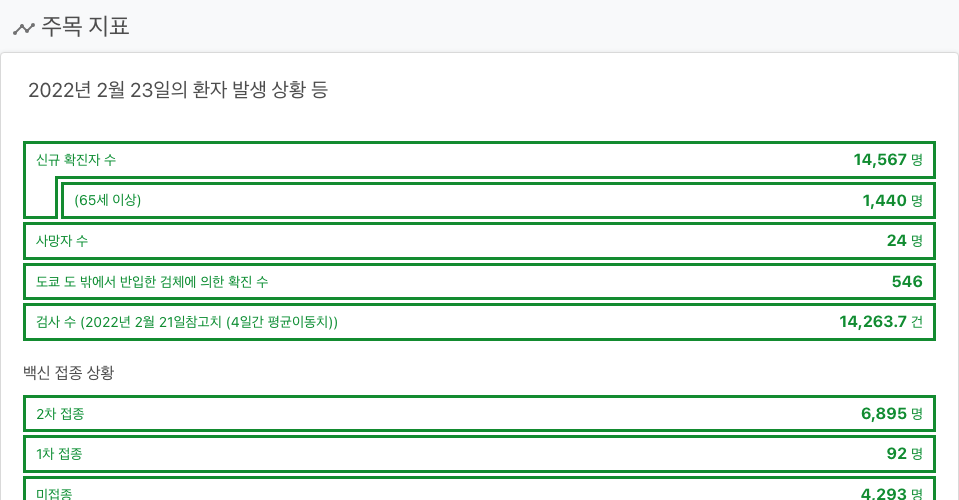 주목 지표
2022년 2월 23일의 환자 발생 상황 등
신규 확진자 수 14,567 명
(65세 이상) 1,440 명
사망자 수 24 명
도쿄 도 밖에서 반입한 검체에 의한 확진 수 546
검사 수 (2022년 2월 21일참고치 (4일간 평균이동치)) 14,263.7 건
백신 접종 상황
2차 접종 6,895 명
1차 접종 92 명
미접종 4,293 명